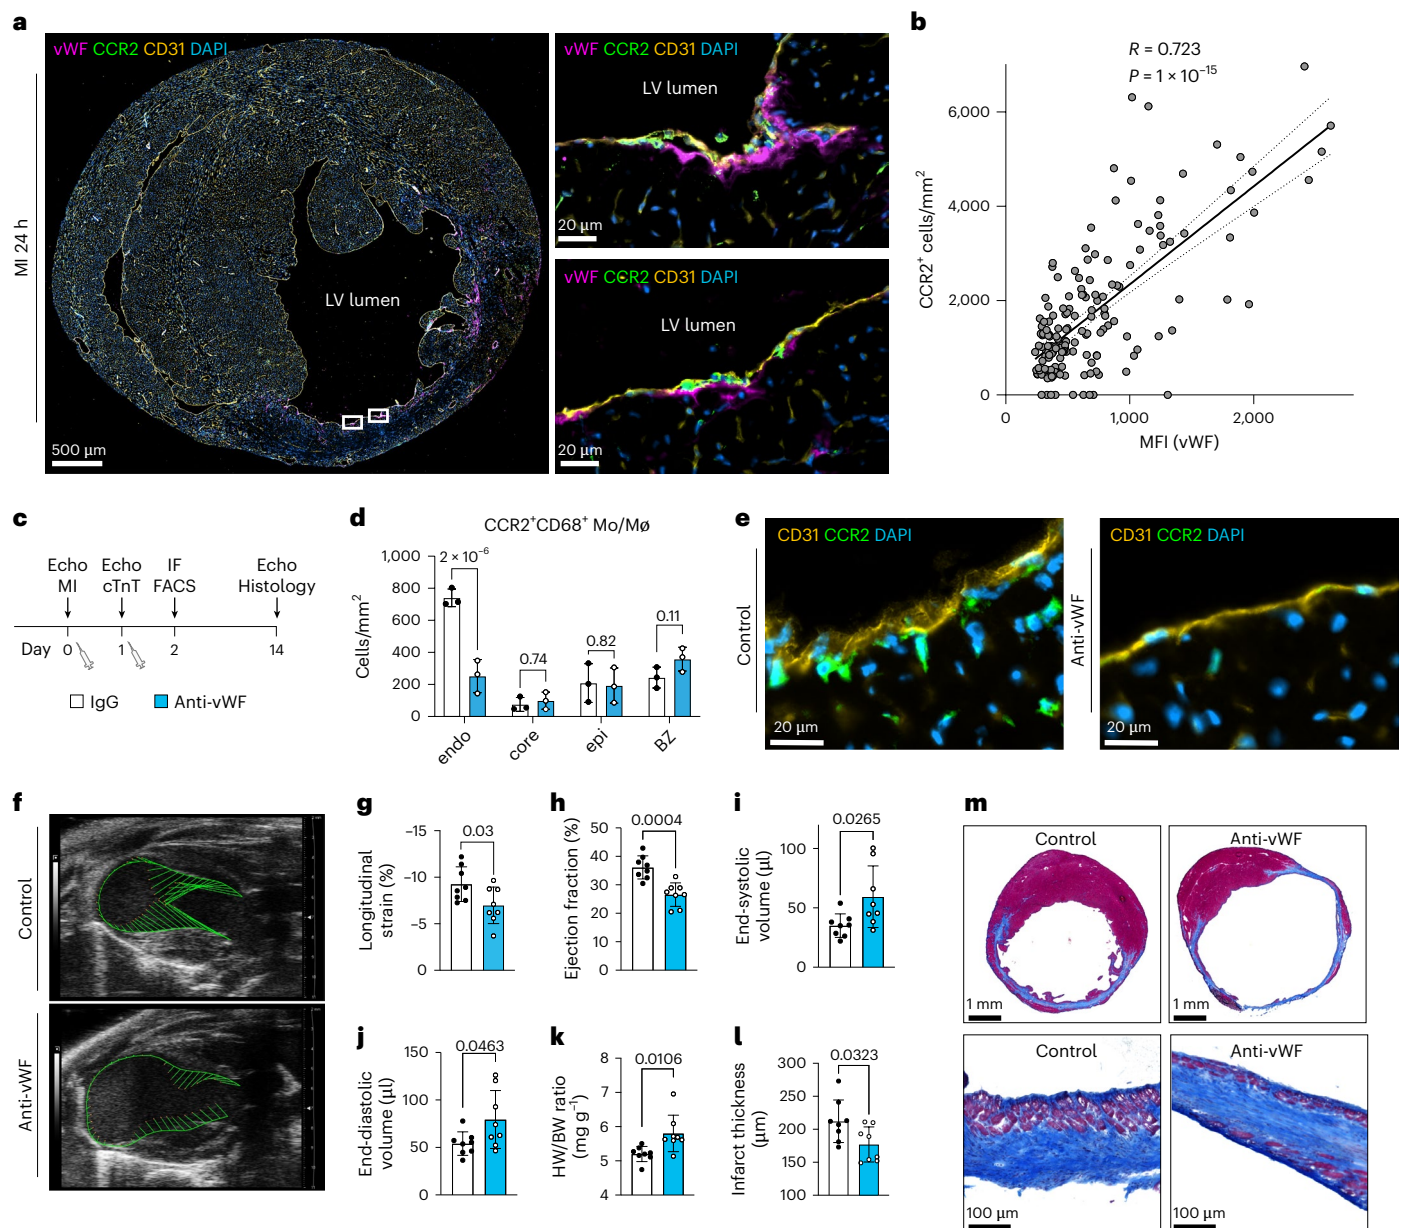 a
vWF CCR2 CD31 DAPI
MI 24 h
LV lumen
500 µm
vWF CCR2 CD31 DAPI
LV lumen
20 µm
vWF CCR2 CD31 DAPI
LV lumen
20 µm
b
R = 0.723
P = 1 × 10⁻¹⁵
CCR2⁺ cells/mm²
6,000
4,000
2,000
0
0 1,000 2,000
MFI (vWF)
c
Echo Echo IF Echo
MI cTnT FACS Histology
Day 0 1 2 14
IgG Anti-vWF
d
CCR2⁺CD68⁺ Mo/Mø
Cells/mm²
1,000
800
600
400
200
0
2 × 10⁻⁶
0.74
0.82
0.11
endo core epi BZ
e
Control
CD31 CCR2 DAPI
20 µm
Anti-vWF
CD31 CCR2 DAPI
20 µm
f
Control
Anti-vWF
g
Longitudinal
strain (%)
−15
−10
−5
0
0.03
h
Ejection fraction (%)
50
40
30
20
10
0
0.0004
i
End-systolic
volume (µl)
100
50
0
0.0265
j
End-diastolic
volume (µl)
150
100
50
0
0.0463
k
HW/BW ratio
(mg g⁻¹)
8
6
5
4
0.0106
l
Infarct thickness
(µm)
300
250
200
150
100
0.0323
m
Control
1 mm
Anti-vWF
1 mm
Control
100 µm
Anti-vWF
100 µm